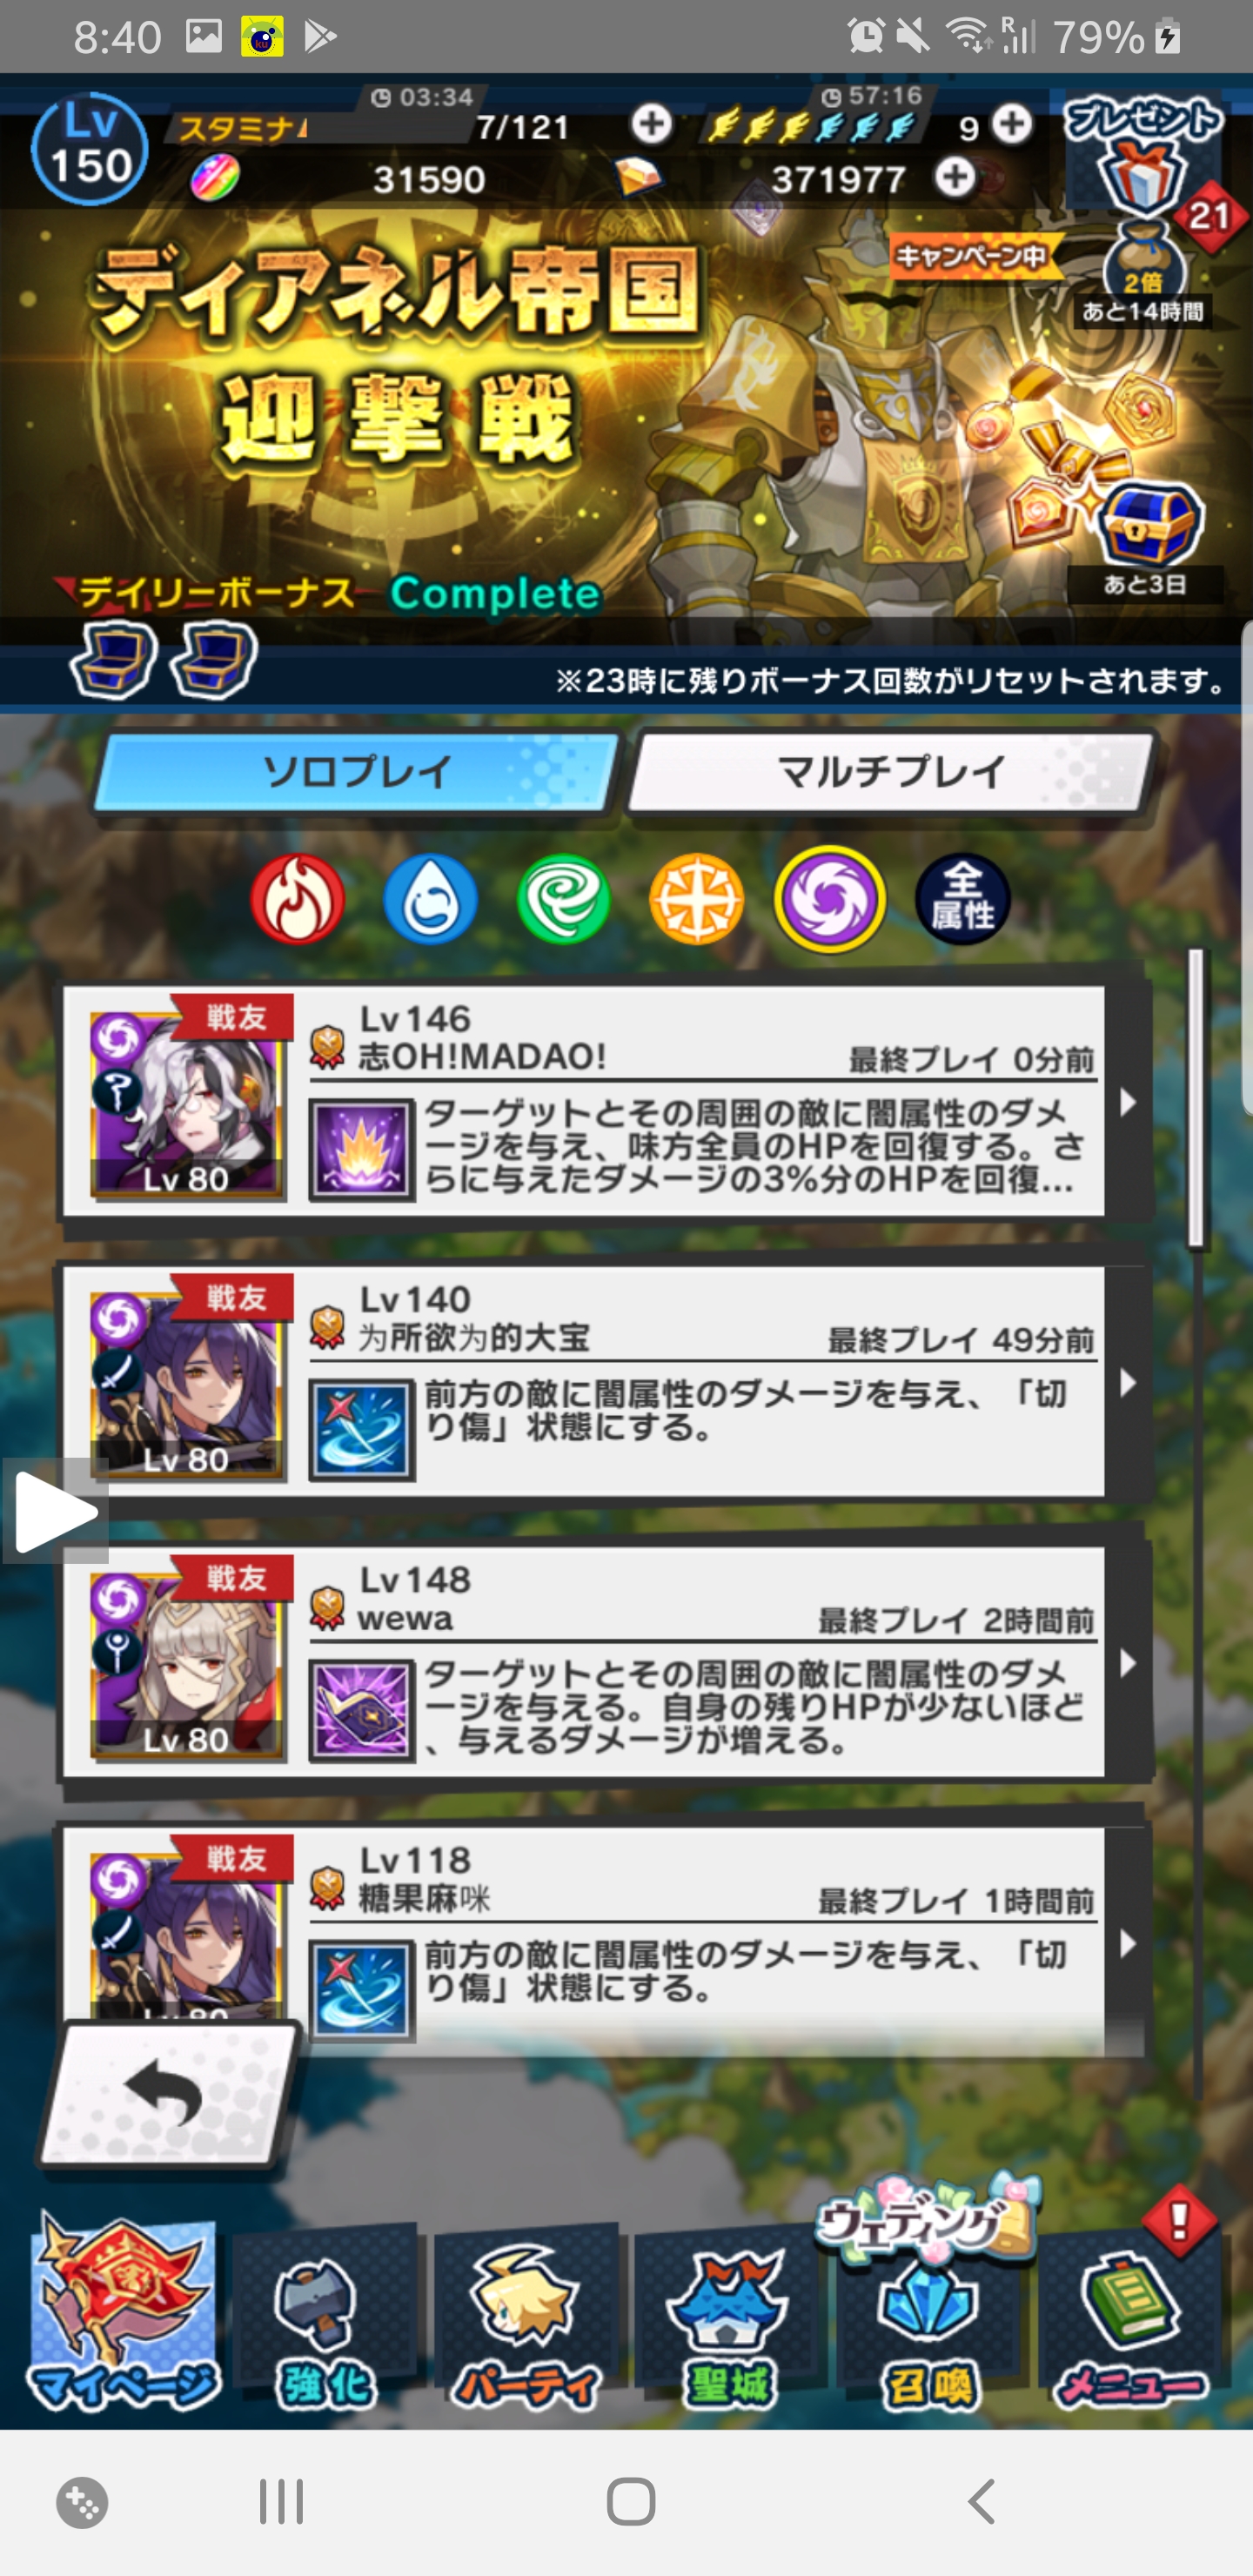 8:40
79%
Lv
150
03:34
スタミナ
7/121
57:16
9
プレゼント
31590
371977
21
ディアネル帝国
迎撃戦
キャンペーン中
2倍
あと14時間
デイリーボーナス Complete
あと3日
※23時に残りボーナス回数がリセットされます。
ソロプレイ
マルチプレイ
全
属性
戦友
Lv146
志OH!MADAO!
最終プレイ 0分前
Lv 80
ターゲットとその周囲の敵に闇属性のダメ
ージを与え、味方全員のHPを回復する。さ
らに与えたダメージの3%分のHPを回復...
戦友
Lv140
为所欲为的大宝
最終プレイ 49分前
Lv 80
前方の敵に闇属性のダメージを与え、「切
り傷」状態にする。
戦友
Lv148
wewa
最終プレイ 2時間前
Lv 80
ターゲットとその周囲の敵に闇属性のダメ
ージを与える。自身の残りHPが少ないほど
、与えるダメージが増える。
戦友
Lv118
糖果麻咪
最終プレイ 1時間前
Lv 80
前方の敵に闇属性のダメージを与え、「切
り傷」状態にする。
ウェディング
マイページ
強化
パーティ
聖城
召喚
メニュー